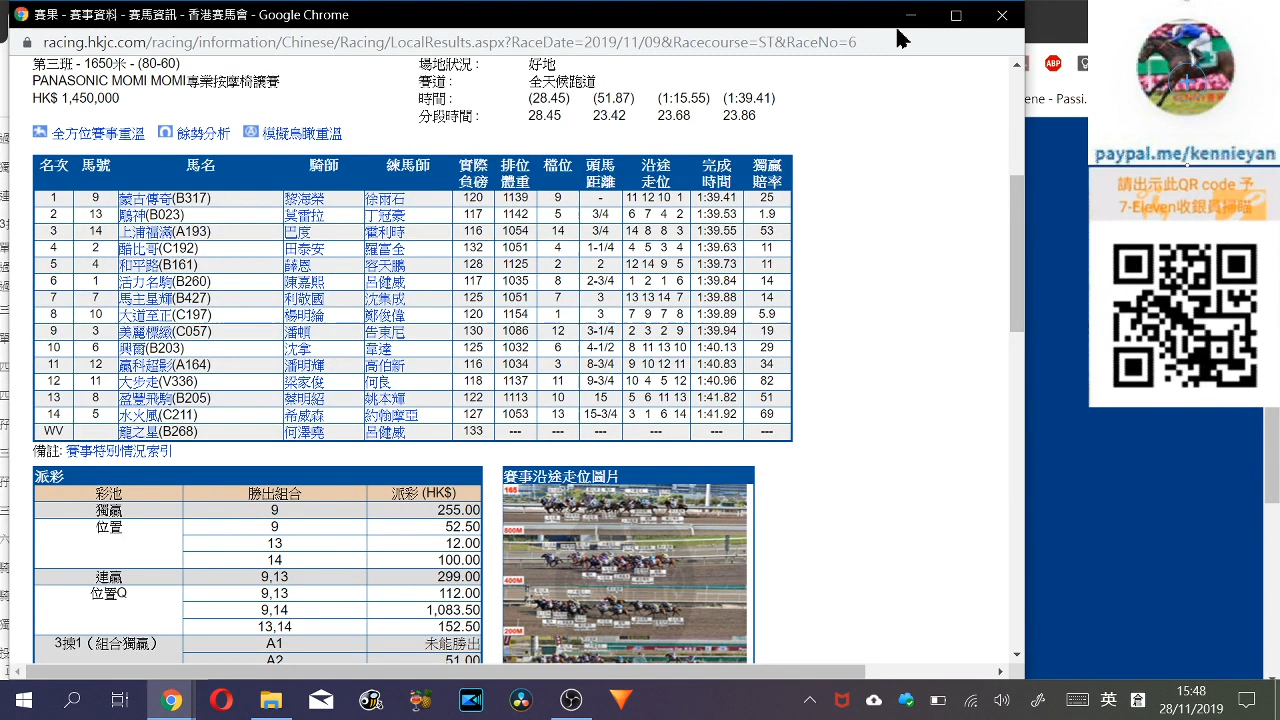 賽果 - 賽事資料 - 賽馬資訊 - 香港賽馬會 - Google Chrome
racing.hkjc.com/racing/information/Chinese/Racing/LocalResults.aspx?RaceDate=2019/11/09&Racecourse=ST&RaceNo=6
第三班 - 1650米 - (80-60) 場地狀況 : 好地
PANASONIC MOMI MOMI專業按摩椅讓賽 賽道 : 全天候跑道
HK$ 1,450,000 時間 : (28.45) (51.87) (1:15.55) (1:39.41)
分段時間 : 28.45 23.42 23.68 23.86
全方位賽事重溫 餘勢分析 模擬鳥瞰重溫
名次 馬號 馬名 騎師 練馬師 實際負磅 排位體重 檔位 頭馬距離 沿途走位 完成時間 獨贏賠率
1 9 蒙古傳奇(B317) 黎海榮 徐雨石 120 1139 9 - 11 12 10 1 1:39.41 25
2 13 勵神(B023) 莫雷拉 丁冠豪 117 1142 5 3/4 6 7 4 2 1:39.53 1.9
3 14 上浦福滿(A193) 巴度 霍利時 116 1054 14 3/4 14 8 8 3 1:39.55 53
4 2 酷比哥(C192) 田泰安 羅富全 132 1051 4 1-1/4 4 5 3 4 1:39.63 11
5 4 和平路(B161) 薛恩 容天鵬 128 1125 2 2 12 14 9 5 1:39.73 11
6 1 活力名駒(B260) 陳嘉熙 呂健威 117 1035 8 2-3/4 1 2 1 6 1:39.84 14
7 7 馬主星輝(B427) 利敬國 沈集成 125 1051 7 3 13 13 14 7 1:39.88 14
8 10 大道至正(C197) 楊明綸 鄭俊偉 120 1154 1 3 7 9 7 8 1:39.89 5.9
9 3 美麗標緻(C057) 潘頓 告東尼 130 1086 12 3-1/4 2 3 2 9 1:39.94 19
10 6 興爾(B203) 沈拿 韋達 125 1032 6 4-1/2 8 11 13 10 1:40.13 29
11 12 贏科超影(A164) 潘明輝 高伯新 113 1034 3 8-3/4 9 10 12 11 1:40.82 34
12 11 太步走(V336) 梁家俊 何良 118 1137 11 9-3/4 10 4 5 12 1:40.96 82
13 8 盈豐飛駒(B205) 蔡明紹 姚本輝 122 1113 10 15 5 6 11 13 1:41.82 51
14 5 水火風(C211) 希威森 約翰摩亞 127 1053 13 15-3/4 3 1 6 14 1:41.92 69
WV 龍之星(B268) 何澤堯 呂健威 133 --- --- --- --- --- ---
備註: 賽事特別情況索引
派彩 賽事沿途走位圖片
彩池 勝出組合 派彩 (HK$)
獨贏 9 255.00
位置 9 52.50
13 12.00
14 100.00
連贏 9,13 299.00
位置Q 9,13 112.00
9,14 1,083.50
13,14 152.50
3揀1 (組合獨贏) A1 未能勝出
A2 51.00
165
800M
400M
200M
ABP
ene - Passi.
paypal.me/kennieyan
請出示此QR code 予
7-Eleven收銀員掃瞄
英
15:48
28/11/2019